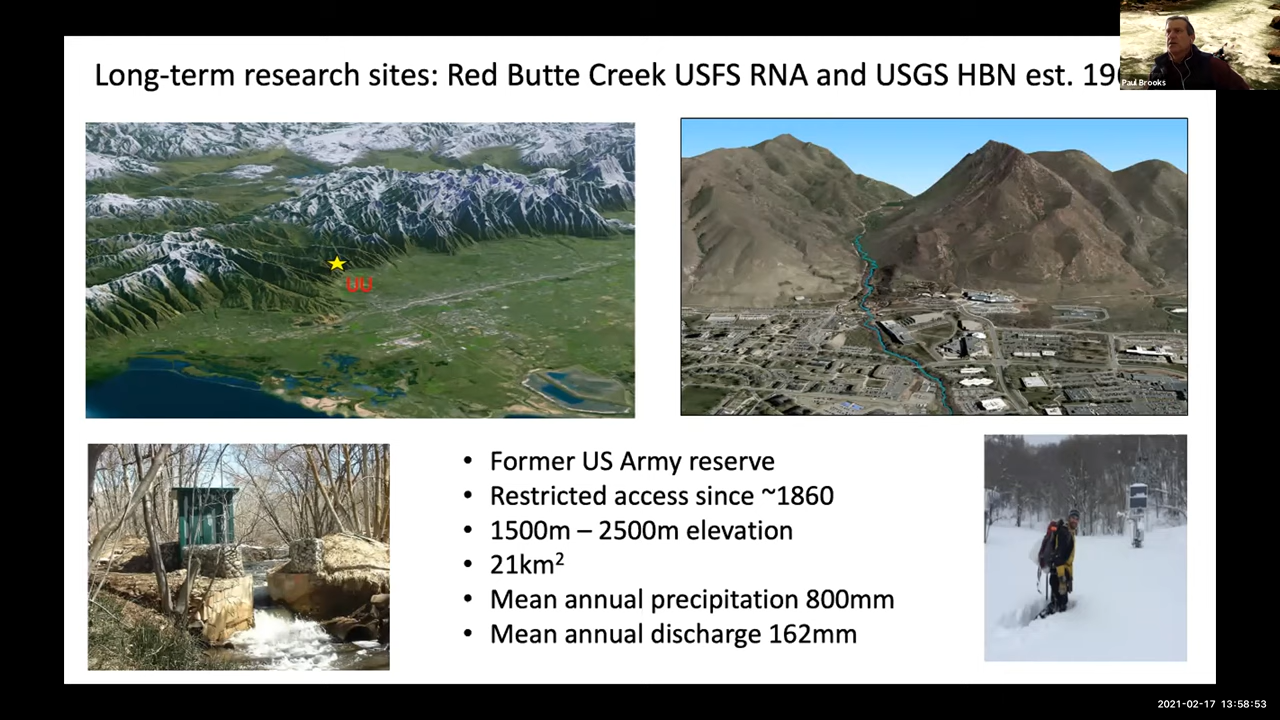 Long-term research sites: Red Butte Creek USFS RNA and USGS HBN est.
Paul Brooks
UU
• Former US Army reserve
• Restricted access since ~1860
• 1500m – 2500m elevation
• 21km²
• Mean annual precipitation 800mm
• Mean annual discharge 162mm
2021-02-17 13:58:53